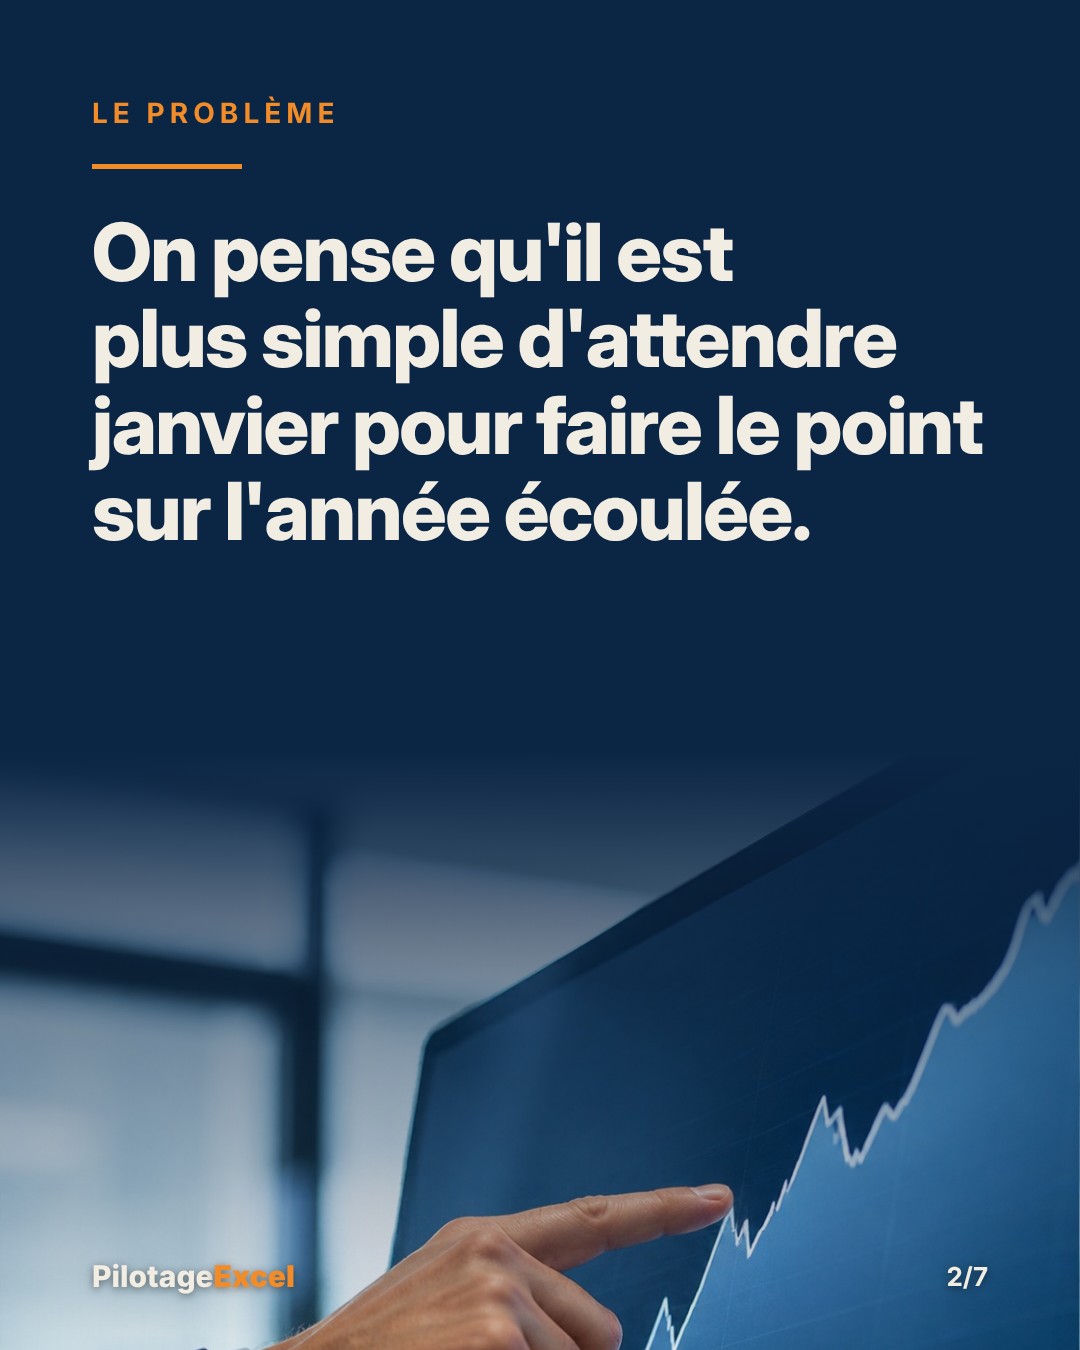 LE PROBLÈME
On pense qu'il est
plus simple d'attendre
janvier pour faire le point
sur l'année écoulée.
PilotageExcel
2/7